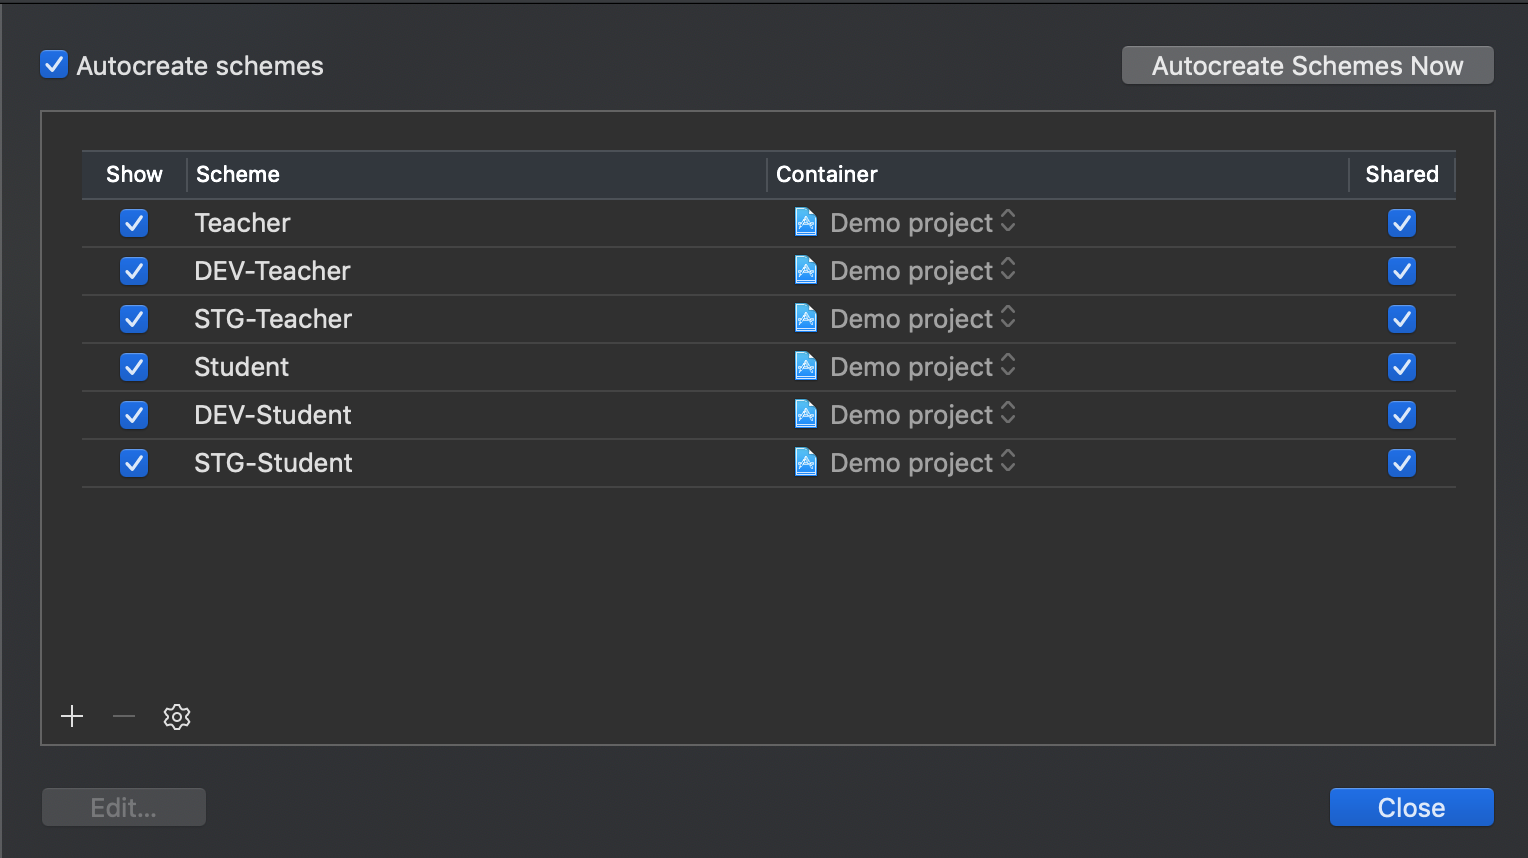 Autocreate schemes
Autocreate Schemes Now
Show Scheme Container Shared
Teacher Demo project
DEV-Teacher Demo project
STG-Teacher Demo project
Student Demo project
DEV-Student Demo project
STG-Student Demo project
Edit...
Close